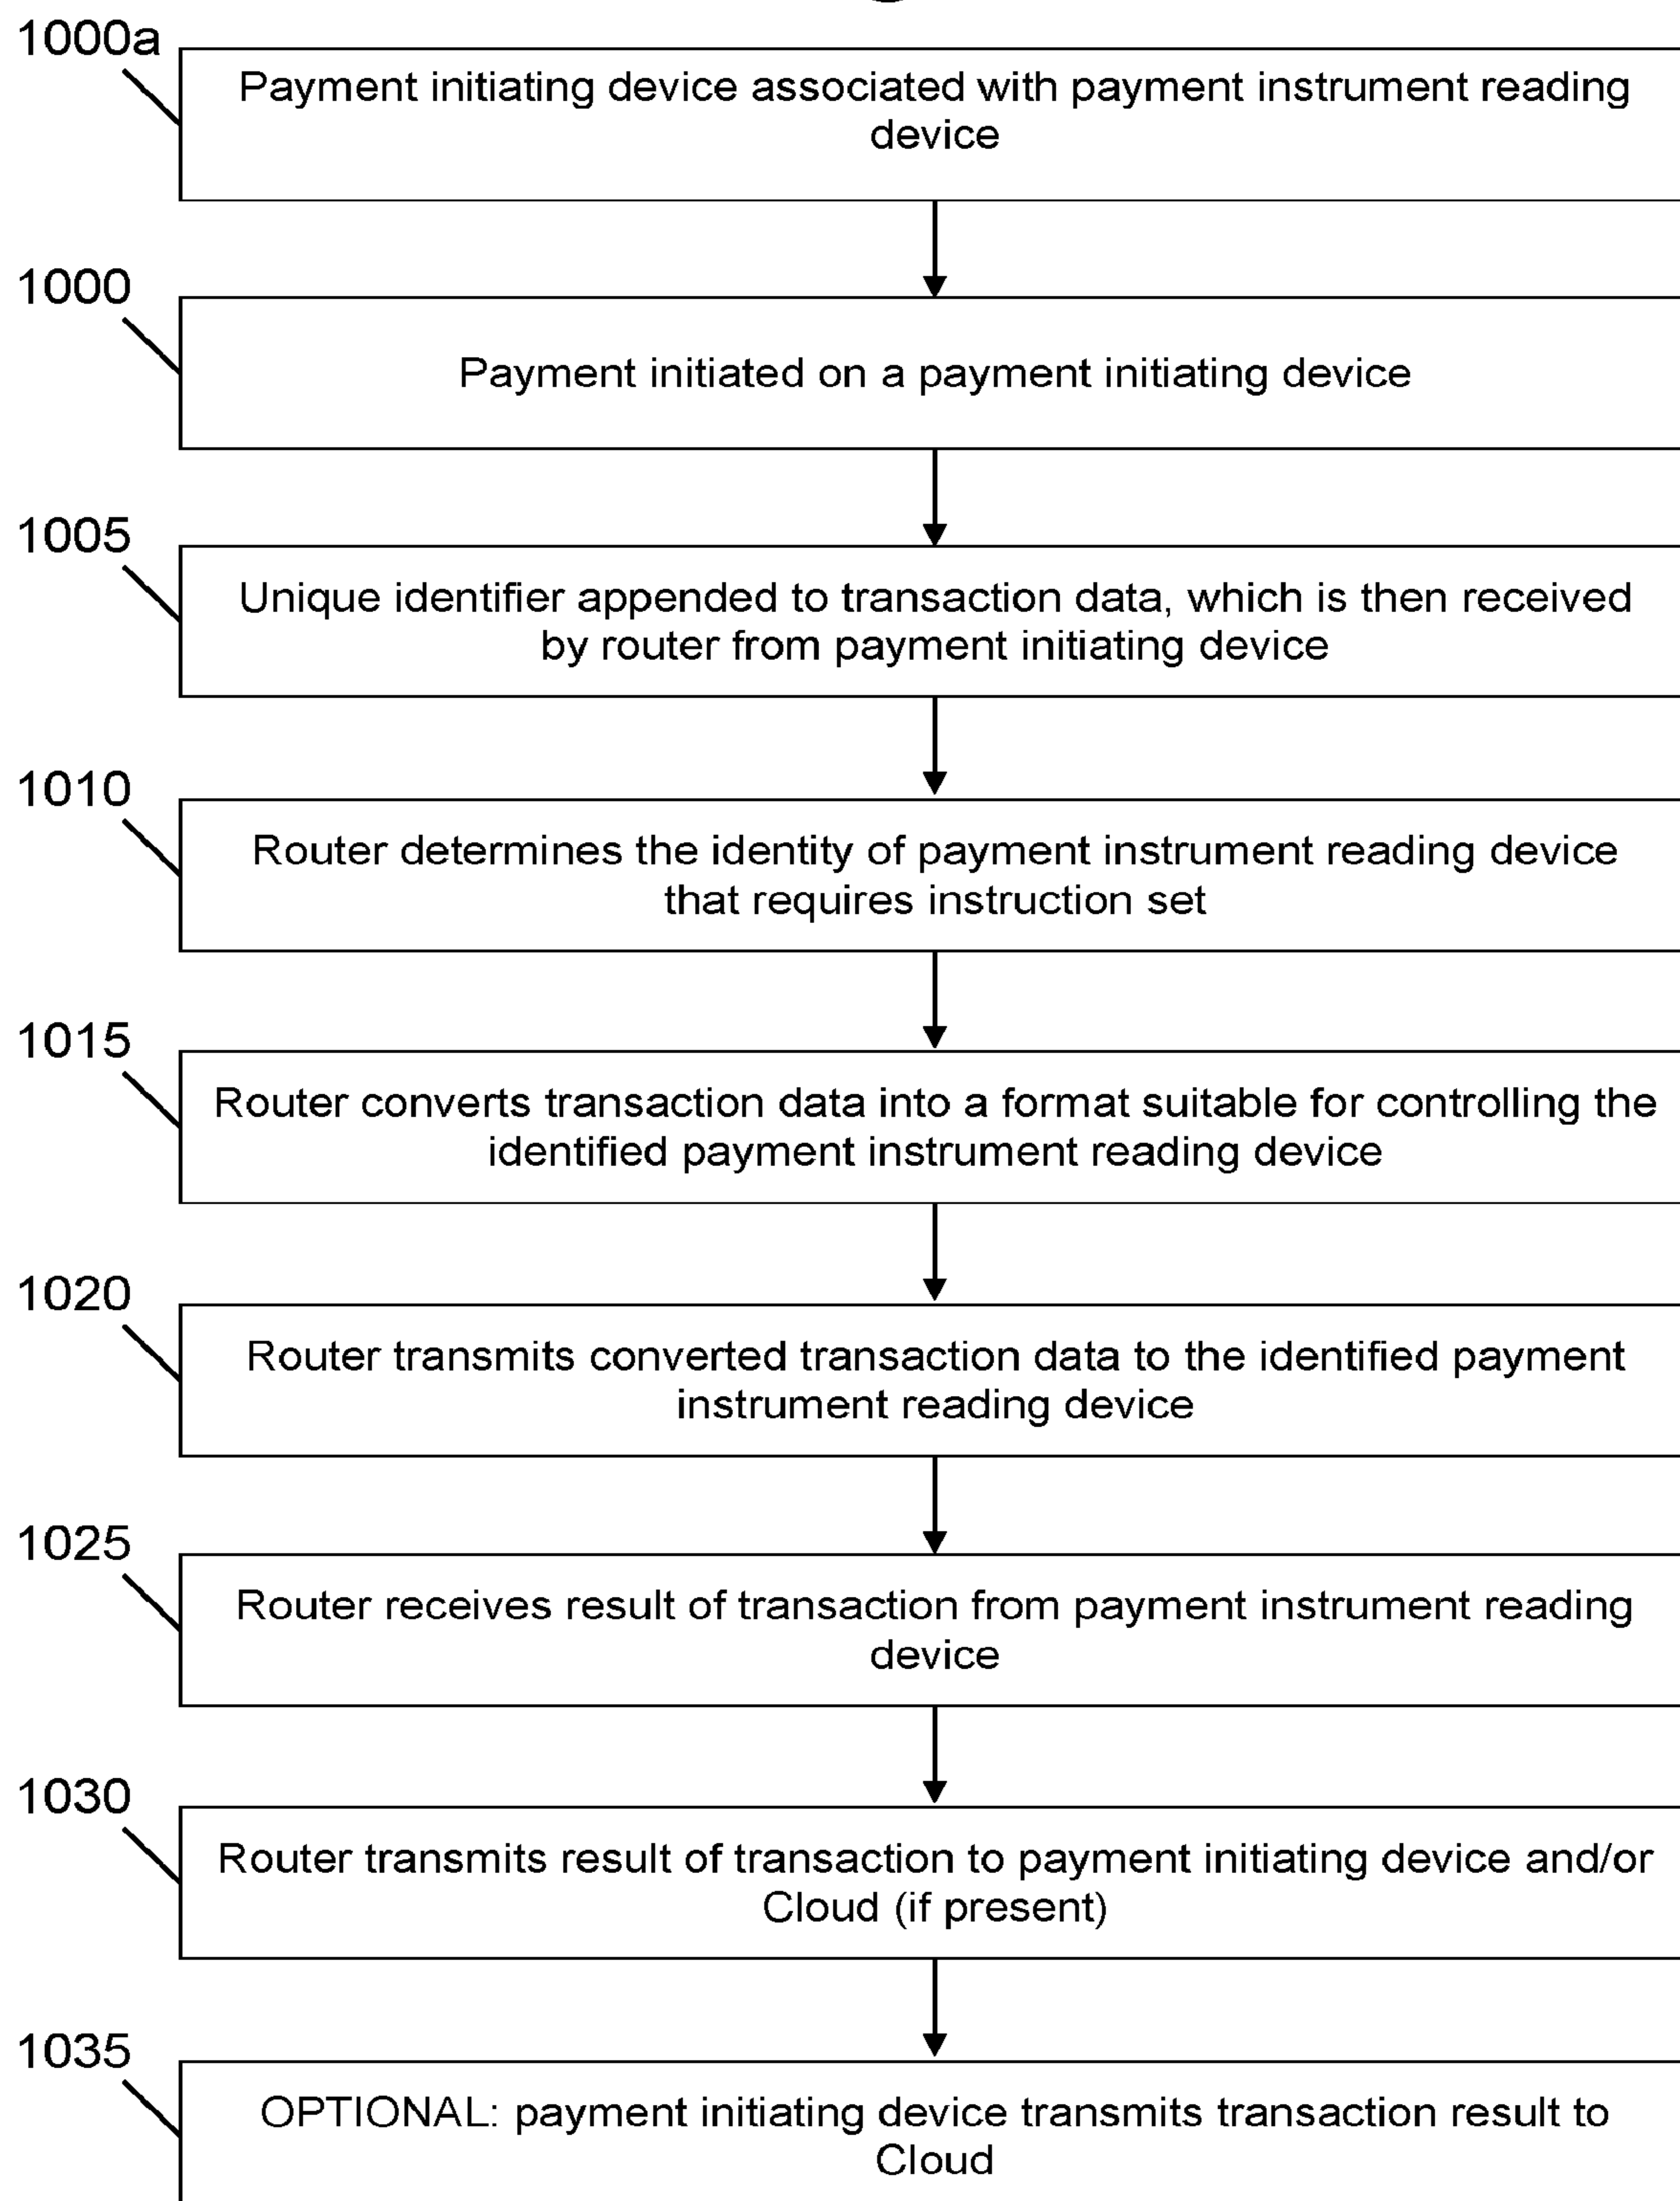 1000a
Payment initiating device associated with payment instrument reading
device
1000
Payment initiated on a payment initiating device
1005
Unique identifier appended to transaction data, which is then received
by router from payment initiating device
1010
Router determines the identity of payment instrument reading device
that requires instruction set
1015
Router converts transaction data into a format suitable for controlling the
identified payment instrument reading device
1020
Router transmits converted transaction data to the identified payment
instrument reading device
1025
Router receives result of transaction from payment instrument reading
device
1030
Router transmits result of transaction to payment initiating device and/or
Cloud (if present)
1035
OPTIONAL: payment initiating device transmits transaction result to
Cloud